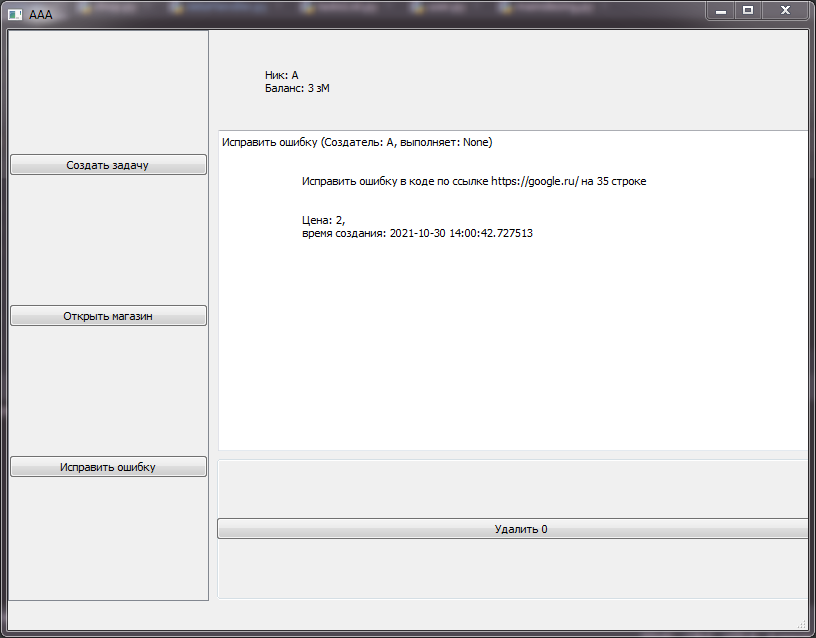 AAA
Ник: А
Баланс: 3 зМ
Создать задачу
Открыть магазин
Исправить ошибку
Исправить ошибку (Создатель: А, выполняет: None)
Исправить ошибку в коде по ссылке https://google.ru/ на 35 строке
Цена: 2,
время создания: 2021-10-30 14:00:42.727513
Удалить 0